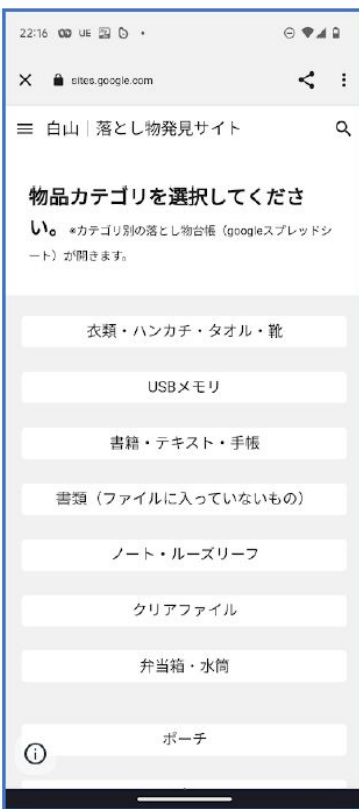 22:16 UE
sites.google.com
白山｜落とし物発見サイト
物品カテゴリを選択してくださ
い。 *カテゴリ別の落とし物台帳（googleスプレッドシ
ート）が開きます。
衣類・ハンカチ・タオル・靴
USBメモリ
書籍・テキスト・手帳
書類（ファイルに入っていないもの）
ノート・ルーズリーフ
クリアファイル
弁当箱・水筒
ポーチ